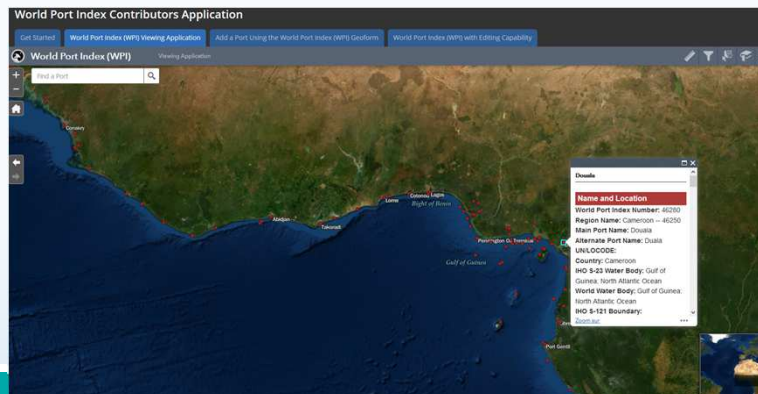 World Port Index Contributors Application
Get Started
World Port Index (WPI) Viewing Application
Add a Port Using the World Port Index (WPI) Geoform
World Port Index (WPI) with Editing Capability
World Port Index (WPI)
Viewing Application
+
Find a Port
−
Conakry
Lome
Cotonou
Lagos
Bight of Benin
Abidjan
Takoradi
Gulf of Guinea
Port Gentil
Douala
Name and Location
World Port Index Number: 46260
Region Name: Cameroon -- 46250
Main Port Name: Douala
Alternate Port Name: Duala
UN/LOCODE:
Country: Cameroon
IHO S-23 Water Body: Gulf of
Guinea; North Atlantic Ocean
World Water Body: Gulf of Guinea;
North Atlantic Ocean
IHO S-121 Boundary:
Zoom sur